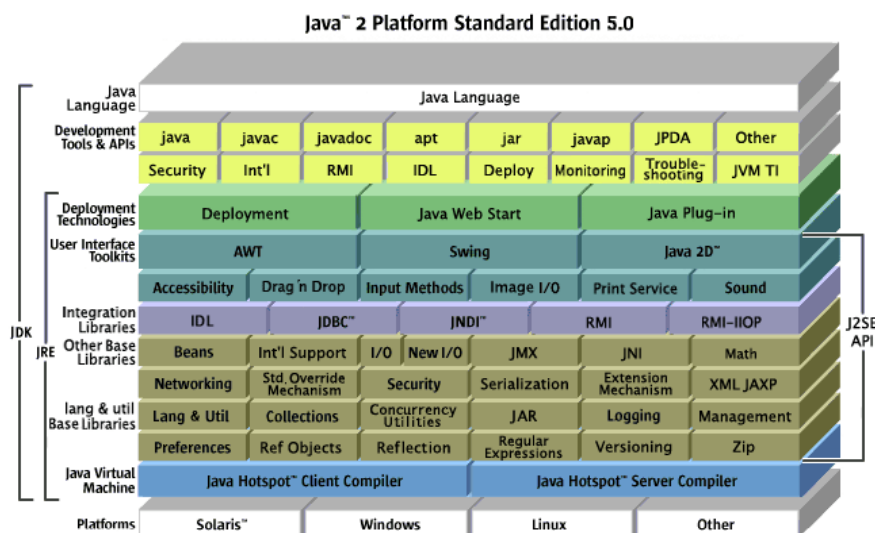 Java™ 2 Platform Standard Edition 5.0
Java
Language
Java Language
Development
Tools & APIs
java javac javadoc apt jar javap JPDA Other
Security Int'l RMI IDL Deploy Monitoring Trouble-
shooting JVM TI
Deployment
Technologies
Deployment Java Web Start Java Plug-in
User Interface
Toolkits
AWT Swing Java 2D™
Accessibility Drag 'n Drop Input Methods Image I/O Print Service Sound
Integration
Libraries
IDL JDBC™ JNDI™ RMI RMI-IIOP
JDK
JRE
J2SE
API
Other Base
Libraries
Beans Int'l Support I/O New I/O JMX JNI Math
Networking Std. Override
Mechanism Security Serialization Extension
Mechanism XML JAXP
lang & util
Base Libraries
Lang & Util Collections Concurrency
Utilities JAR Logging Management
Preferences Ref Objects Reflection Regular
Expressions Versioning Zip
Java Virtual
Machine
Java Hotspot™ Client Compiler Java Hotspot™ Server Compiler
Platforms
Solaris™ Windows Linux Other